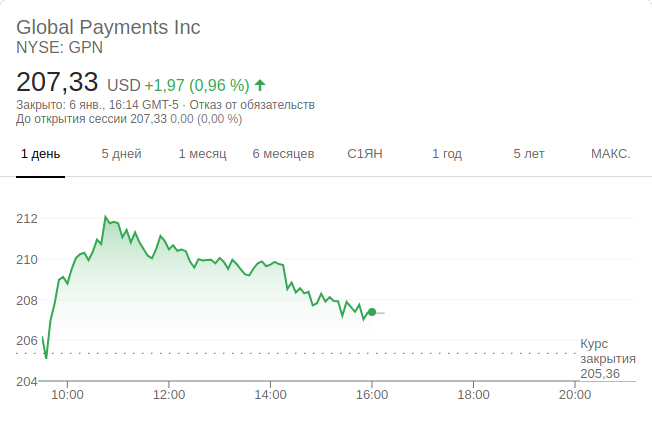 Global Payments Inc
NYSE: GPN
207,33 USD +1,97 (0,96 %)
Закрыто: 6 янв., 16:14 GMT-5 · Отказ от обязательств
До открытия сессии 207,33 0,00 (0,00 %)
1 день 5 дней 1 месяц 6 месяцев С1ЯН 1 год 5 лет МАКС.
212
210
208
206
204
Курс
закрытия
205,36
10:00 12:00 14:00 16:00 18:00 20:00